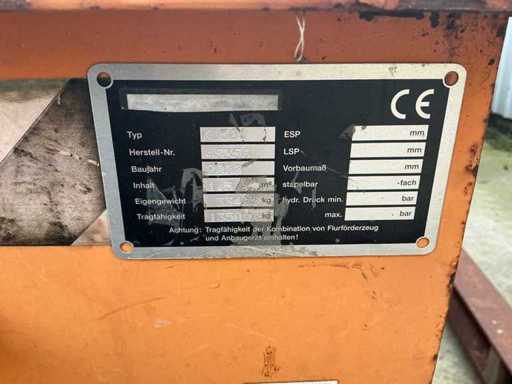 CE
Typ ESP mm
Herstell-Nr. LSP mm
Baujahr Vorbaumaß mm
Inhalt stapelbar -fach
Eigengewicht kg hydr. Druck min. bar
Tragfähigkeit kg max. bar
Achtung: Tragfähigkeit der Kombination von Flurförderzeug
und Anbaugerät einhalten!